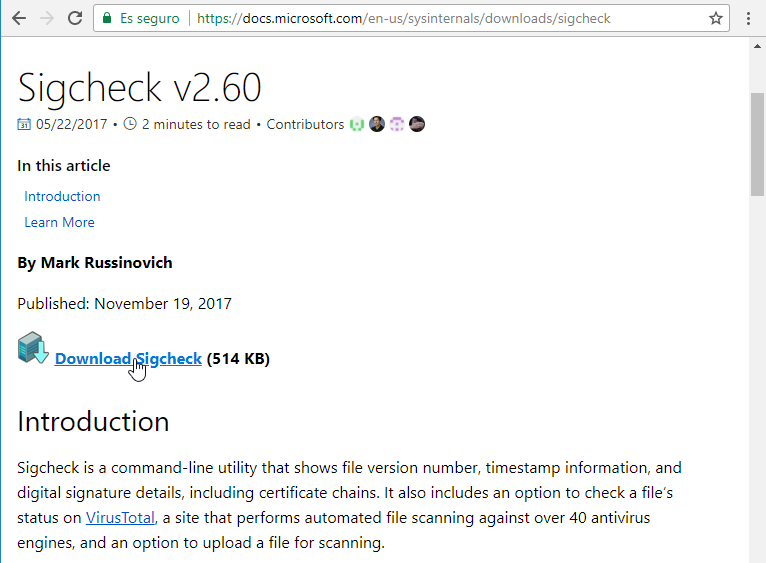 Es seguro | https://docs.microsoft.com/en-us/sysinternals/downloads/sigcheck
Sigcheck v2.60
31 05/22/2017 • 2 minutes to read • Contributors
In this article
Introduction
Learn More
By Mark Russinovich
Published: November 19, 2017
Download Sigcheck (514 KB)
Introduction
Sigcheck is a command-line utility that shows file version number, timestamp information, and
digital signature details, including certificate chains. It also includes an option to check a file's
status on VirusTotal, a site that performs automated file scanning against over 40 antivirus
engines, and an option to upload a file for scanning.